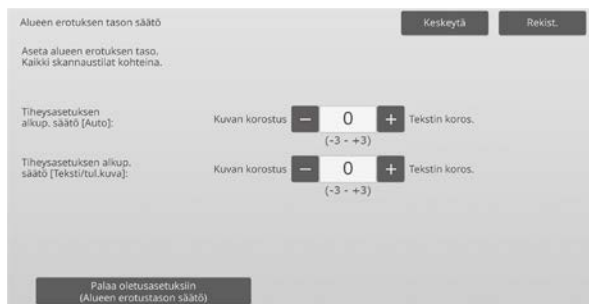 Alueen erotuksen tason säätö
Keskeytä
Rekist.
Aseta alueen erotuksen taso.
Kaikki skannaustilat kohteina.
Tiheysasetuksen
alkup. säätö [Auto]:
Kuvan korostus
−
0
+
Tekstin koros.
(-3 - +3)
Tiheysasetuksen alkup.
säätö [Teksti/tul.kuva]:
Kuvan korostus
−
0
+
Tekstin koros.
(-3 - +3)
Palaa oletusasetuksiin
(Alueen erotustason säätö)